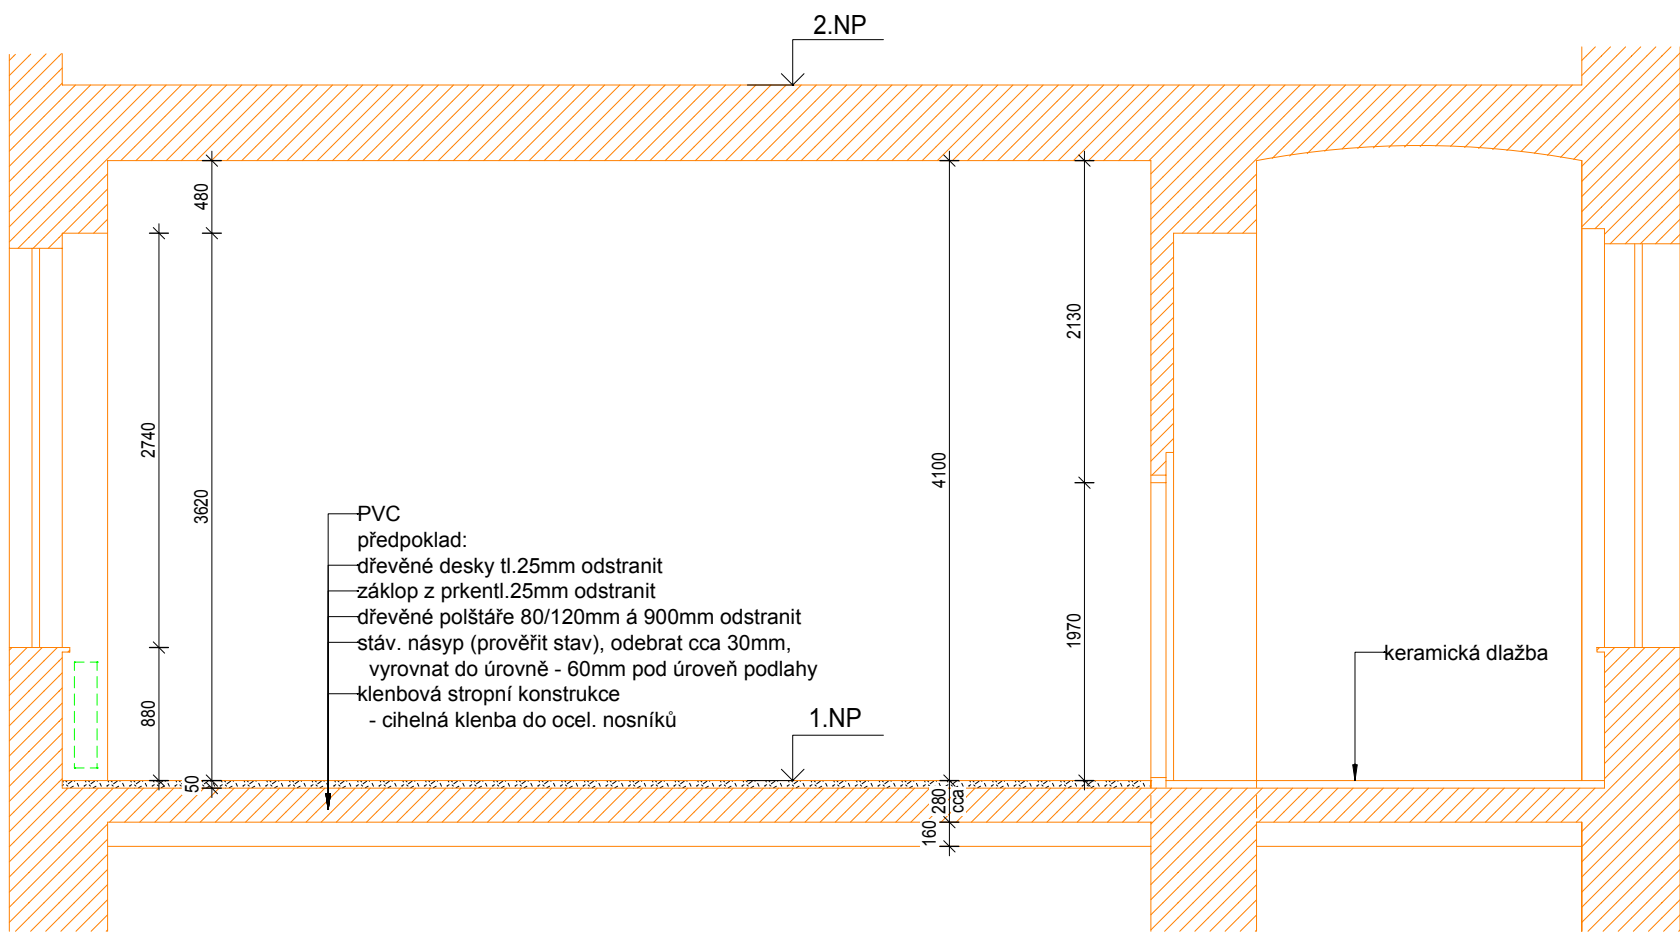 2.NP
480
2740
3620
4100
2130
1970
880
50
280
cca
160
PVC
předpoklad:
dřevěné desky tl.25mm odstranit
záklop z prkentl.25mm odstranit
dřevěné polštáře 80/120mm á 900mm odstranit
stáv. násyp (prověřit stav), odebrat cca 30mm,
vyrovnat do úrovně - 60mm pod úroveň podlahy
klenbová stropní konstrukce
- cihelná klenba do ocel. nosníků
1.NP
keramická dlažba